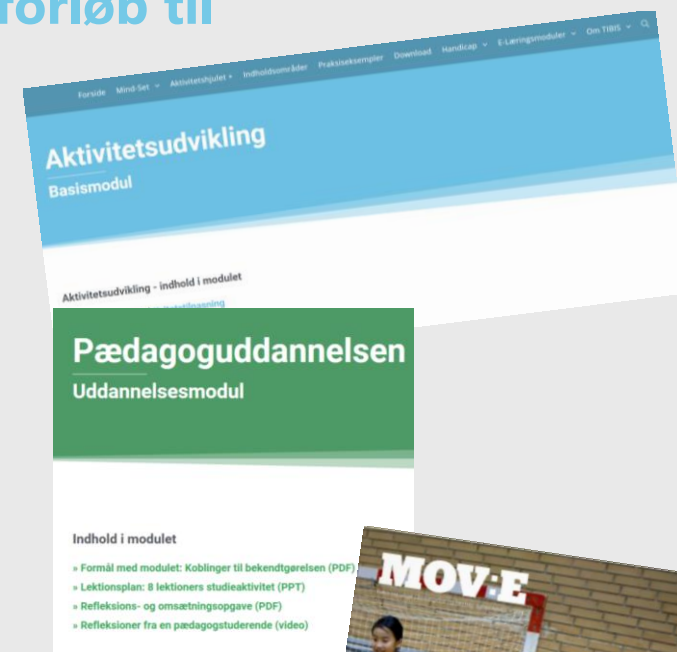 forløb til
Forside Mind-Set Aktivitetshjulet Indholdsområder Praksiseksempler Download Handicap E-Læringsmoduler Om TIBIS
Aktivitetsudvikling
Basismodul
Aktivitetsudvikling - indhold i modulet
Pædagoguddannelsen
Uddannelsesmodul
Indhold i modulet
» Formål med modulet: Koblinger til bekendtgørelsen (PDF)
» Lektionsplan: 8 lektioners studieaktivitet (PPT)
» Refleksions- og omsætningsopgave (PDF)
» Refleksioner fra en pædagogstuderende (video)
MOV:E